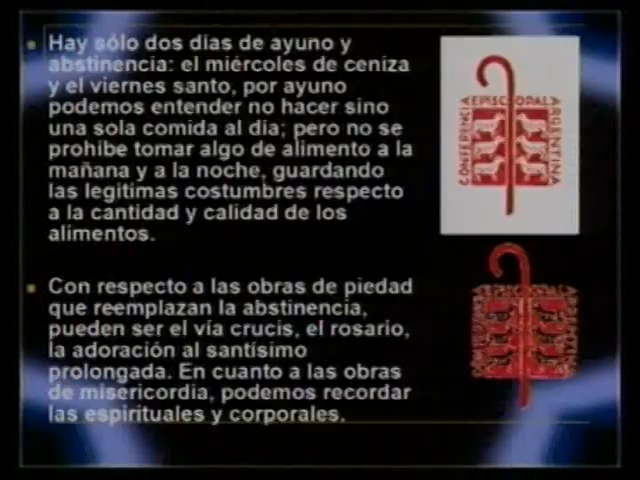 Hay sólo dos días de ayuno y
abstinencia: el miércoles de ceniza
y el viernes santo, por ayuno
podemos entender no hacer sino
una sola comida al día; pero no se
prohibe tomar algo de alimento a la
mañana y a la noche, guardando
las legítimas costumbres respecto
a la cantidad y calidad de los
alimentos.
Con respecto a las obras de piedad
que reemplazan la abstinencia,
pueden ser el vía crucis, el rosario,
la adoración al santísimo
prolongada. En cuanto a las obras
de misericordia, podemos recordar
las espirituales y corporales.
CONFERENCIA
EPISCOPAL
ARGENTINA